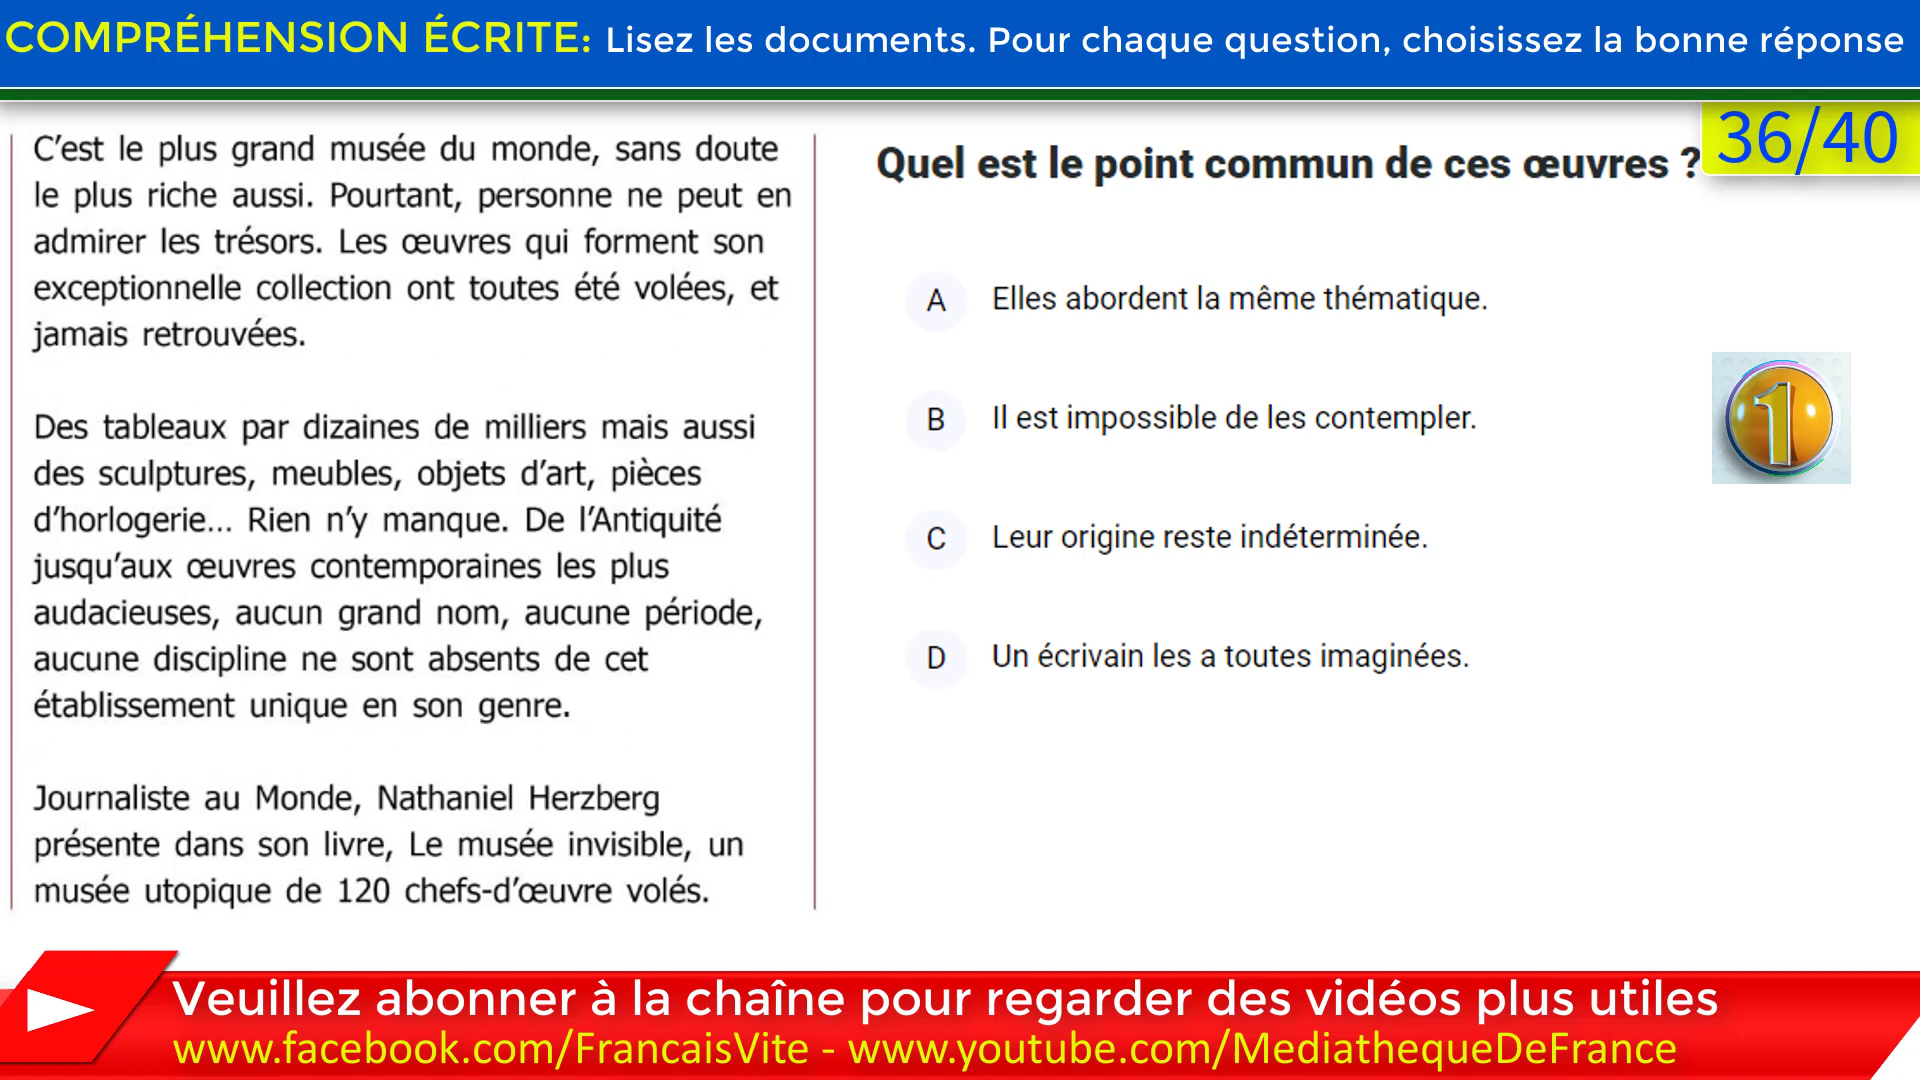 COMPRÉHENSION ÉCRITE: Lisez les documents. Pour chaque question, choisissez la bonne réponse
36/40
C'est le plus grand musée du monde, sans doute
le plus riche aussi. Pourtant, personne ne peut en
admirer les trésors. Les œuvres qui forment son
exceptionnelle collection ont toutes été volées, et
jamais retrouvées.
Des tableaux par dizaines de milliers mais aussi
des sculptures, meubles, objets d'art, pièces
d'horlogerie... Rien n'y manque. De l'Antiquité
jusqu'aux œuvres contemporaines les plus
audacieuses, aucun grand nom, aucune période,
aucune discipline ne sont absents de cet
établissement unique en son genre.
Journaliste au Monde, Nathaniel Herzberg
présente dans son livre, Le musée invisible, un
musée utopique de 120 chefs-d'œuvre volés.
Quel est le point commun de ces œuvres ?
A Elles abordent la même thématique.
B Il est impossible de les contempler.
C Leur origine reste indéterminée.
D Un écrivain les a toutes imaginées.
1
Veuillez abonner à la chaîne pour regarder des vidéos plus utiles
www.facebook.com/FrancaisVite - www.youtube.com/MediathequeDeFrance